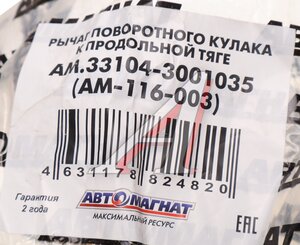 РЫЧАГ ПОВОРОТНОГО КУЛАКА
К ПРОДОЛЬНОЙ ТЯГЕ
АМ.33104-3001035
(АМ-116-003)
4 631178 824820
Гарантия
2 года
АВТОМАГНАТ
МАКСИМАЛЬНЫЙ РЕСУРС
ЕАС